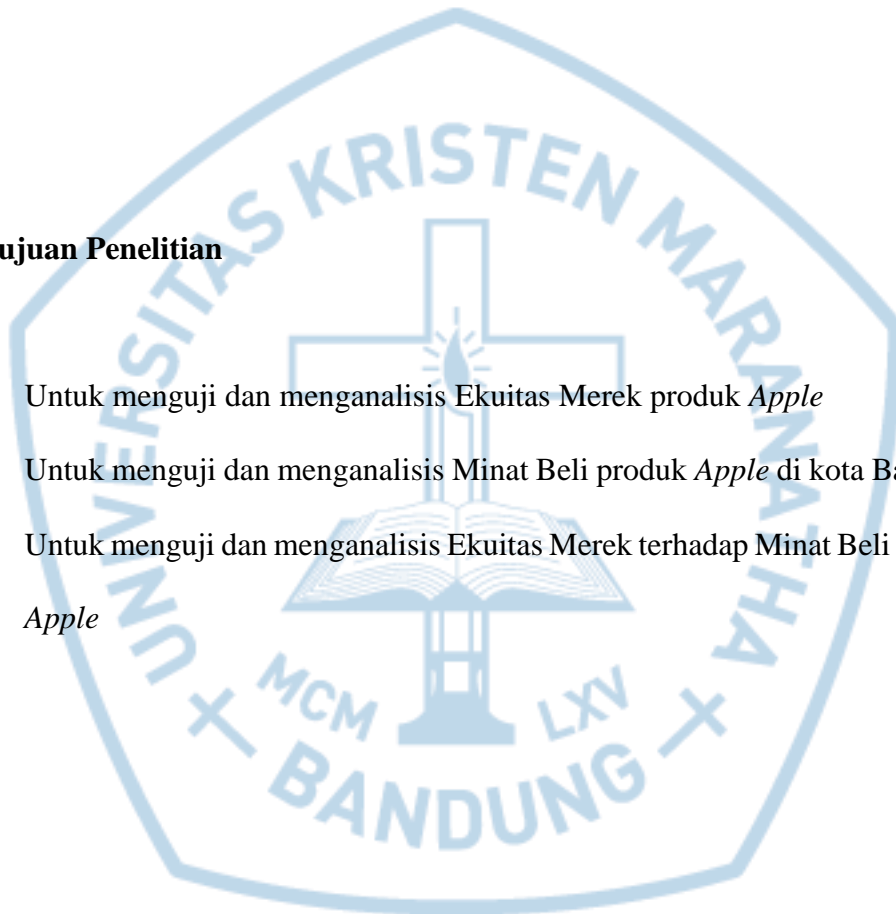 UNIVERSITAS KRISTEN MARANATHA
ujuan Penelitian
Untuk menguji dan menganalisis Ekuitas Merek produk Apple
Untuk menguji dan menganalisis Minat Beli produk Apple di kota Ba
Untuk menguji dan menganalisis Ekuitas Merek terhadap Minat Beli
Apple
MCM LXV
BANDUNG